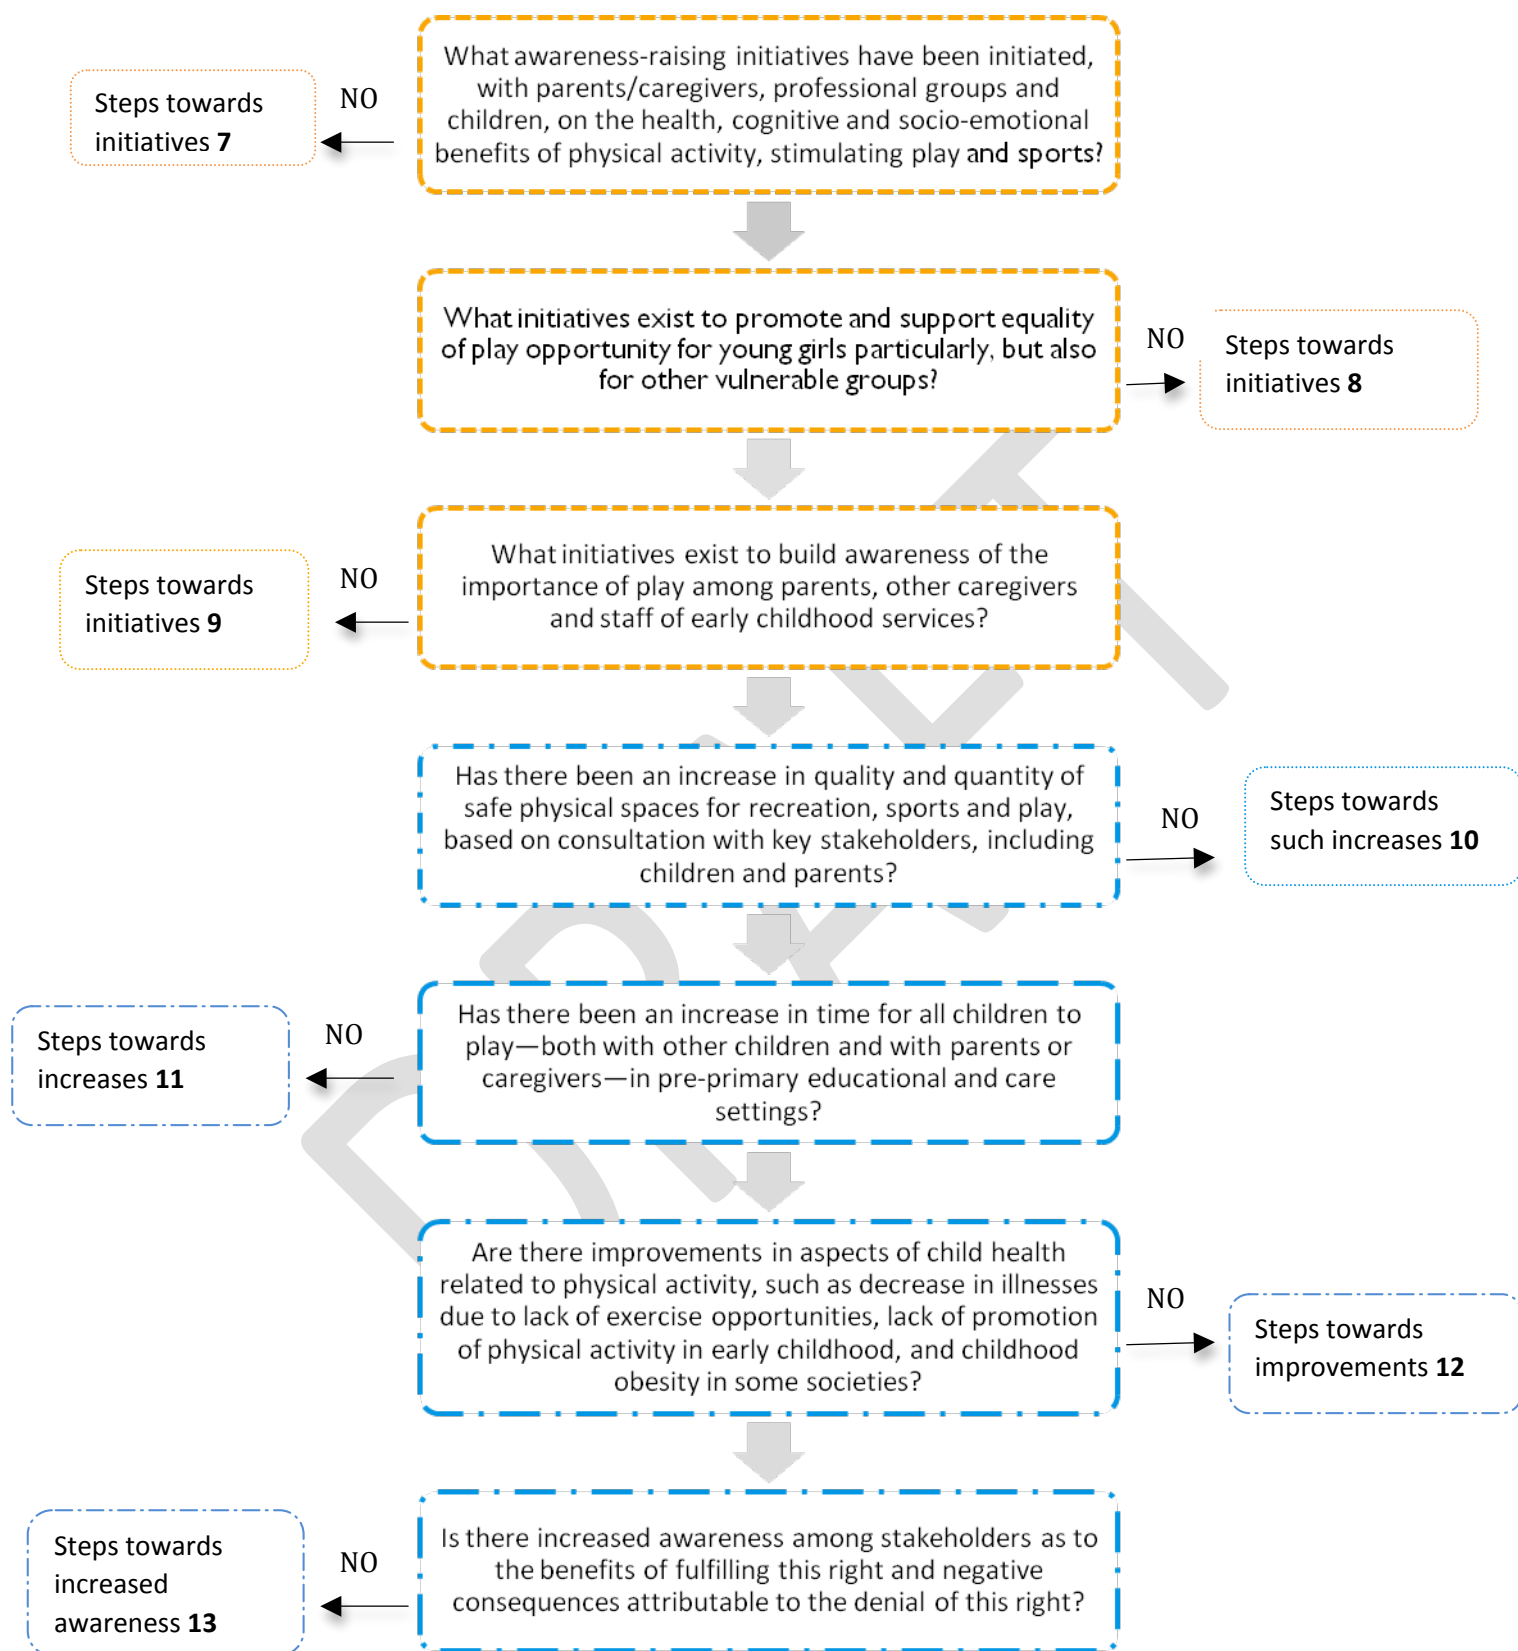 What awareness-raising initiatives have been initiated,
with parents/caregivers, professional groups and
children, on the health, cognitive and socio-emotional
benefits of physical activity, stimulating play and sports?
NO
Steps towards
initiatives 7
What initiatives exist to promote and support equality
of play opportunity for young girls particularly, but also
for other vulnerable groups?
NO
Steps towards
initiatives 8
What initiatives exist to build awareness of the
importance of play among parents, other caregivers
and staff of early childhood services?
NO
Steps towards
initiatives 9
Has there been an increase in quality and quantity of
safe physical spaces for recreation, sports and play,
based on consultation with key stakeholders, including
children and parents?
NO
Steps towards
such increases 10
Has there been an increase in time for all children to
play—both with other children and with parents or
caregivers—in pre-primary educational and care
settings?
NO
Steps towards
increases 11
Are there improvements in aspects of child health
related to physical activity, such as decrease in illnesses
due to lack of exercise opportunities, lack of promotion
of physical activity in early childhood, and childhood
obesity in some societies?
NO
Steps towards
improvements 12
Is there increased awareness among stakeholders as to
the benefits of fulfilling this right and negative
consequences attributable to the denial of this right?
NO
Steps towards
increased
awareness 13
DRAFT